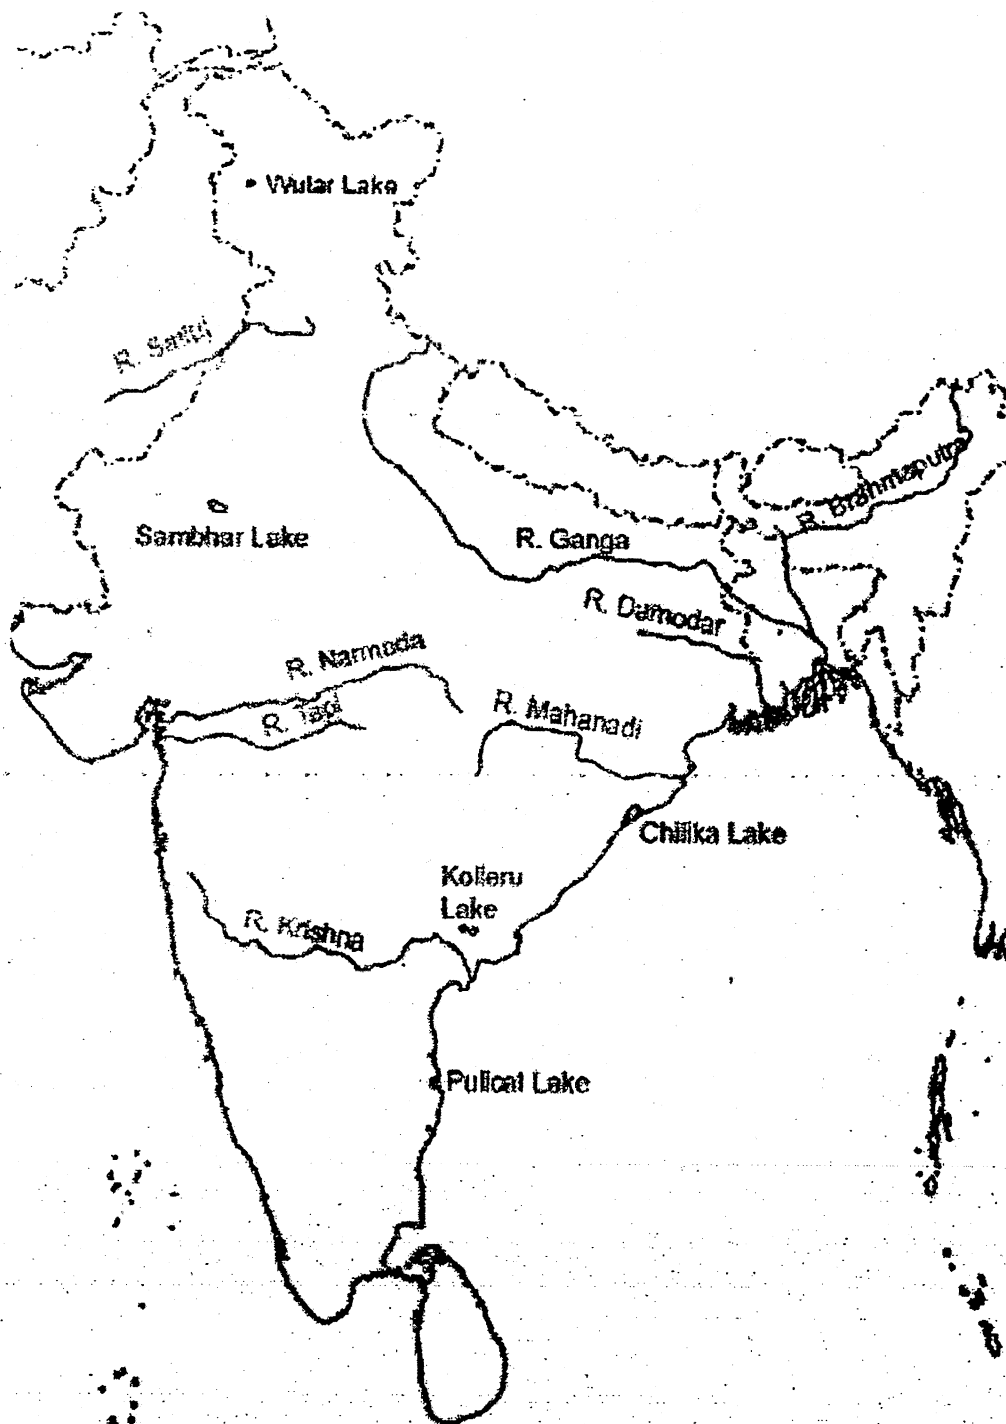 Wular Lake
R. Satluj
R. Brahmaputra
Sambhar Lake
R. Ganga
R. Damodar
R. Narmada
R. Tapi
R. Mahanadi
Chilika Lake
Kolleru
Lake
R. Krishna
Pulicat Lake